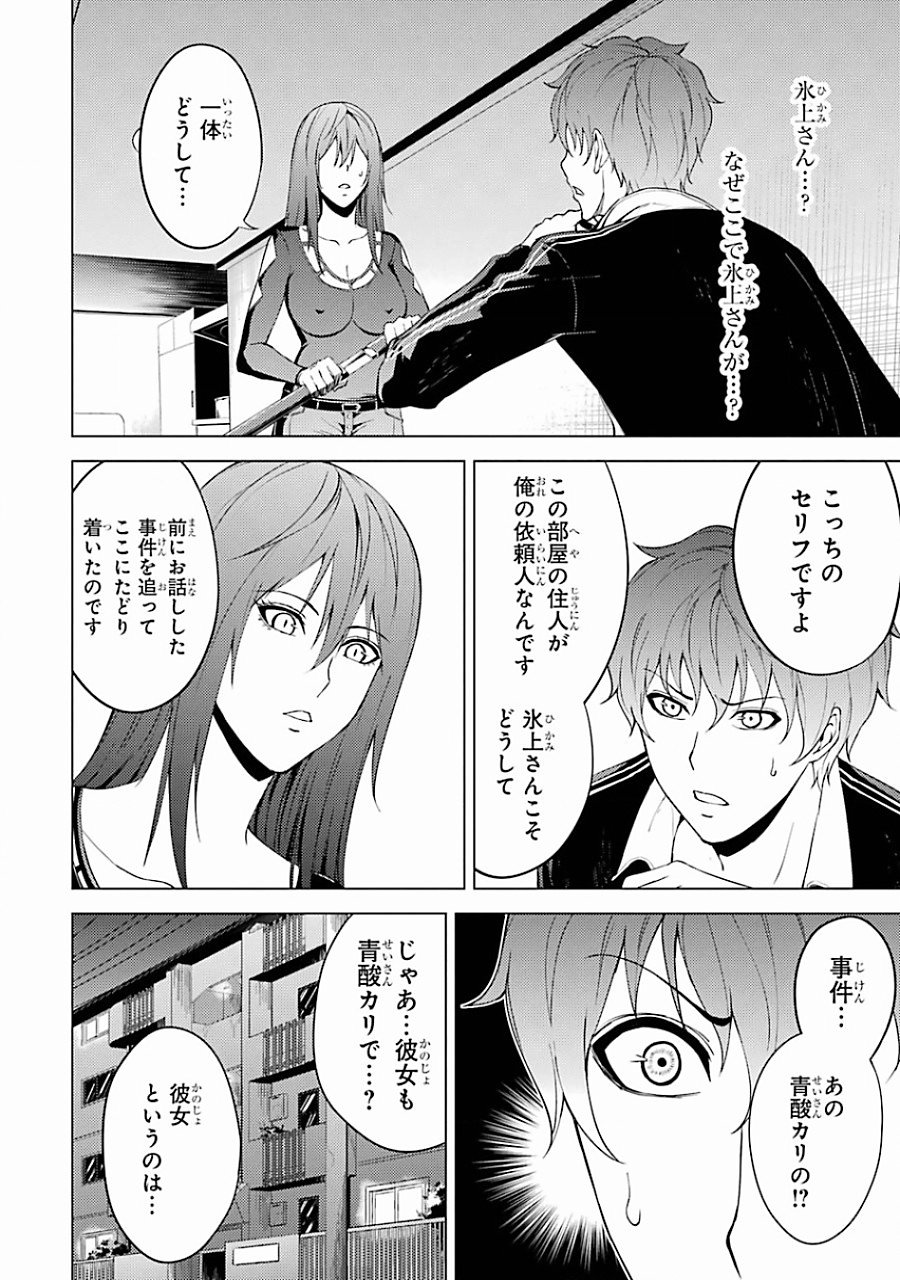 氷上さん…?
なぜここで氷上さんが…?
一体
どうして…
こっちの
セリフですよ
この部屋の住人が
俺の依頼人なんです
氷上さんこそ
どうして
前にお話しした
事件を追って
ここにたどり
着いたのです
事件…
あの
青酸カリの!?
じゃあ…彼女も
青酸カリで…?
彼女
というのは…